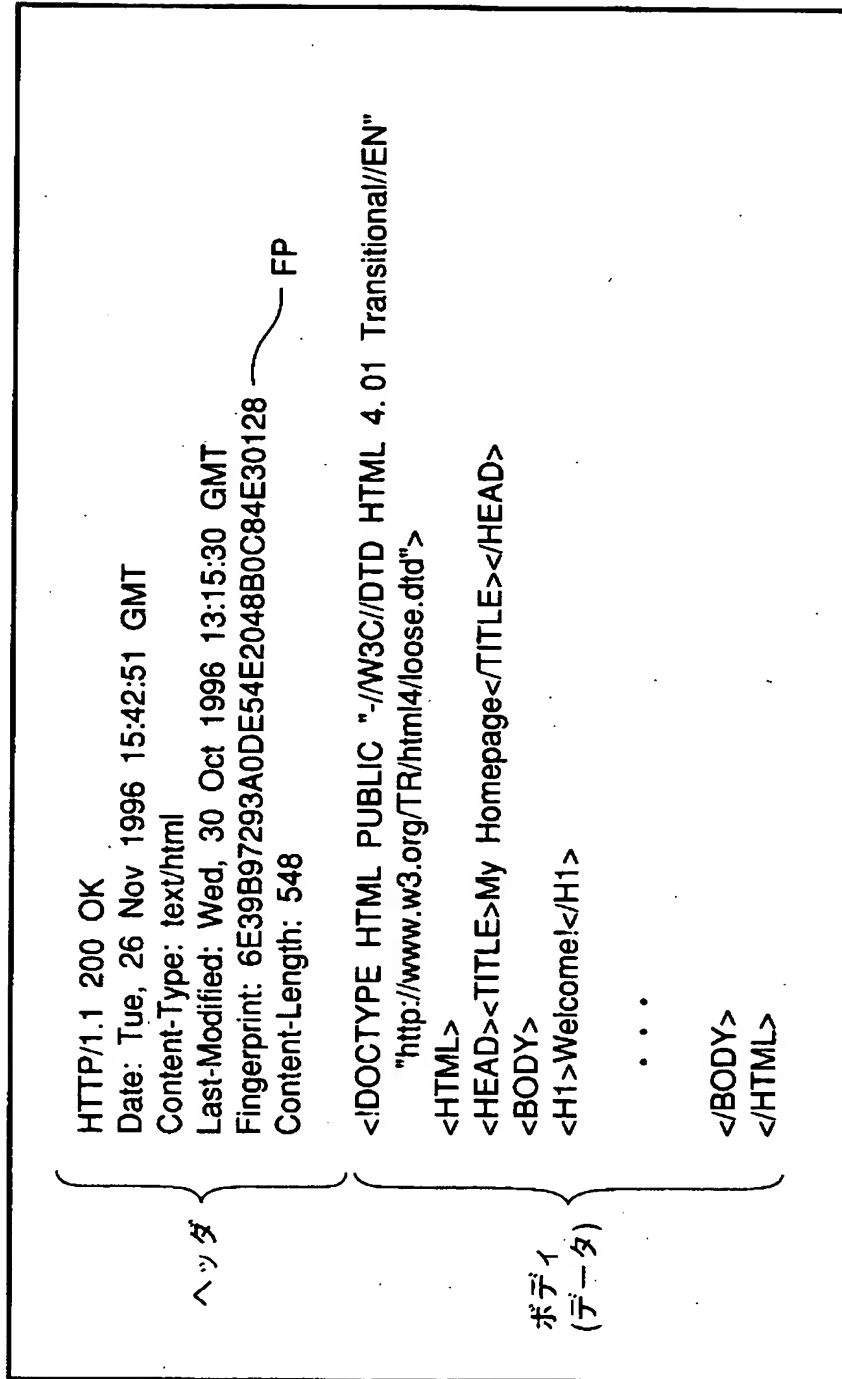 ヘッダ
HTTP/1.1 200 OK
Date: Tue, 26 Nov 1996 15:42:51 GMT
Content-Type: text/html
Last-Modified: Wed, 30 Oct 1996 13:15:30 GMT
Fingerprint: 6E39B97293A0DE54E2048B0C84E30128
FP
Content-Length: 548
ボディ
(データ)
<!DOCTYPE HTML PUBLIC "-//W3C//DTD HTML 4.01 Transitional//EN"
"http://www.w3.org/TR/html4/loose.dtd">
<HTML>
<HEAD><TITLE>My Homepage</TITLE></HEAD>
<BODY>
<H1>Welcome!</H1>
. . .
</BODY>
</HTML>